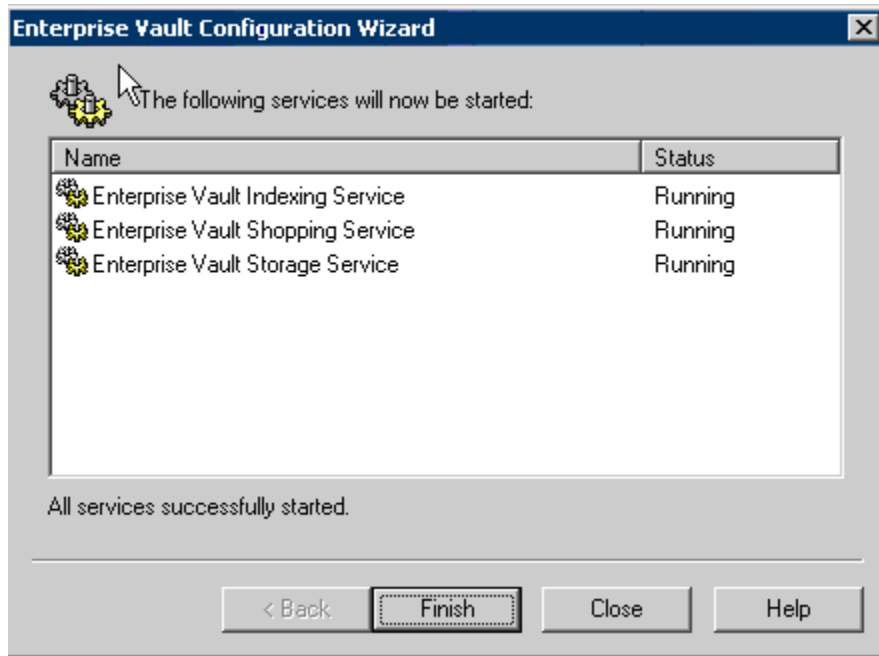 Enterprise Vault Configuration Wizard
The following services will now be started:
Name Status
Enterprise Vault Indexing Service Running
Enterprise Vault Shopping Service Running
Enterprise Vault Storage Service Running
All services successfully started.
< Back Finish Close Help